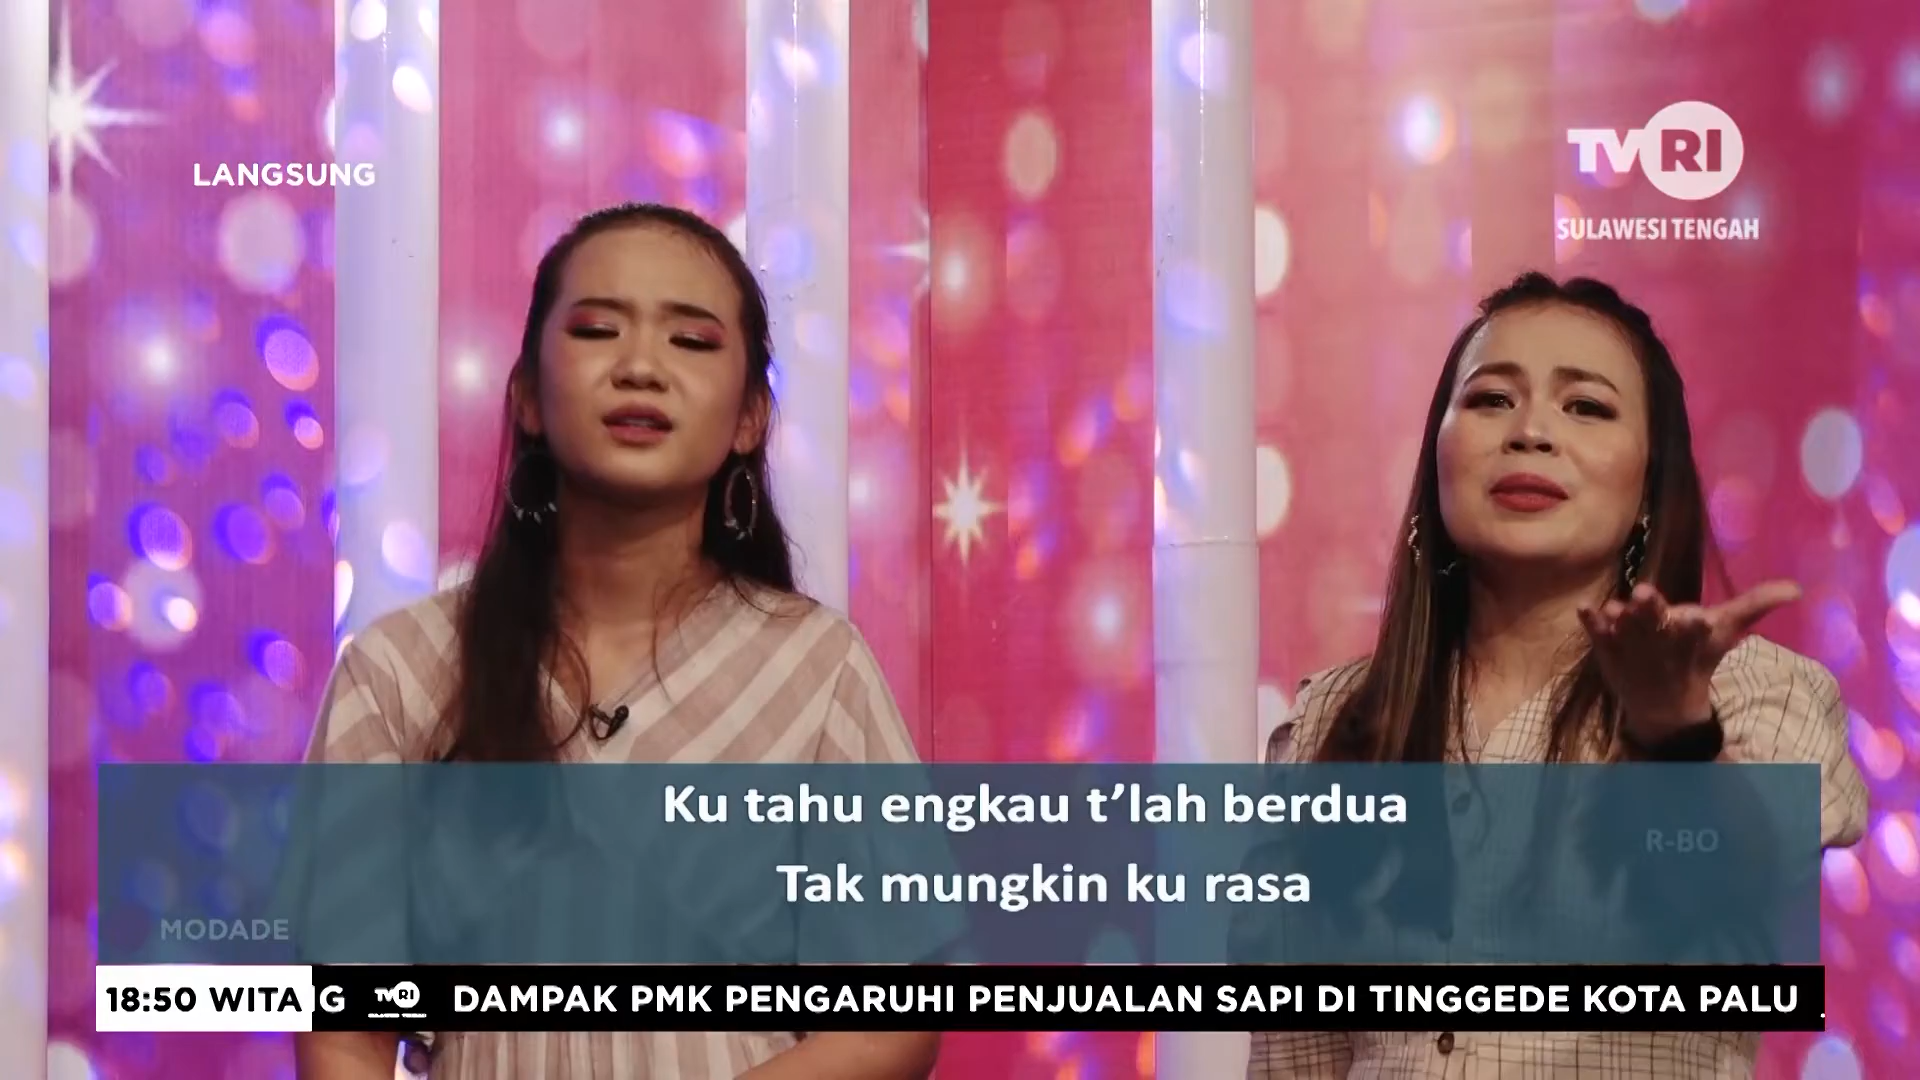 LANGSUNG
TVRI
SULAWESI TENGAH
Ku tahu engkau t’lah berdua
Tak mungkin ku rasa
R-BO
MODADE
18:50 WITA
TVRI DAMPAK PMK PENGARUHI PENJUALAN SAPI DI TINGGEDE KOTA PALU